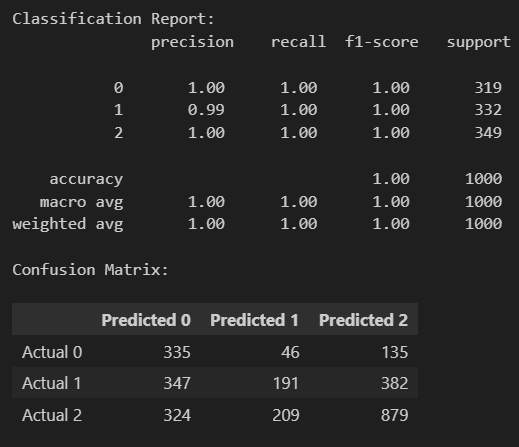 Classification Report:
precision recall f1-score support
0 1.00 1.00 1.00 319
1 0.99 1.00 1.00 332
2 1.00 1.00 1.00 349
accuracy 1.00 1000
macro avg 1.00 1.00 1.00 1000
weighted avg 1.00 1.00 1.00 1000
Confusion Matrix:
Predicted 0 Predicted 1 Predicted 2
Actual 0 335 46 135
Actual 1 347 191 382
Actual 2 324 209 879